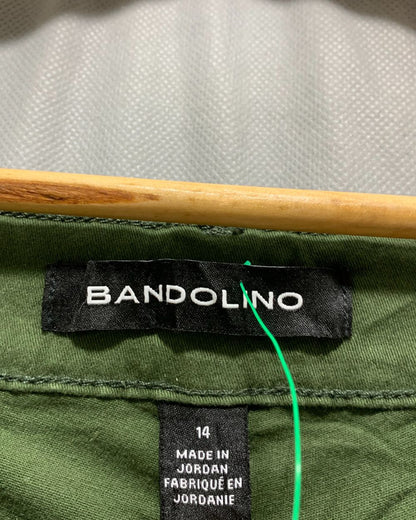 BANDOLINO
14
MADE IN
JORDAN
FABRIQUÉ EN
JORDANIE